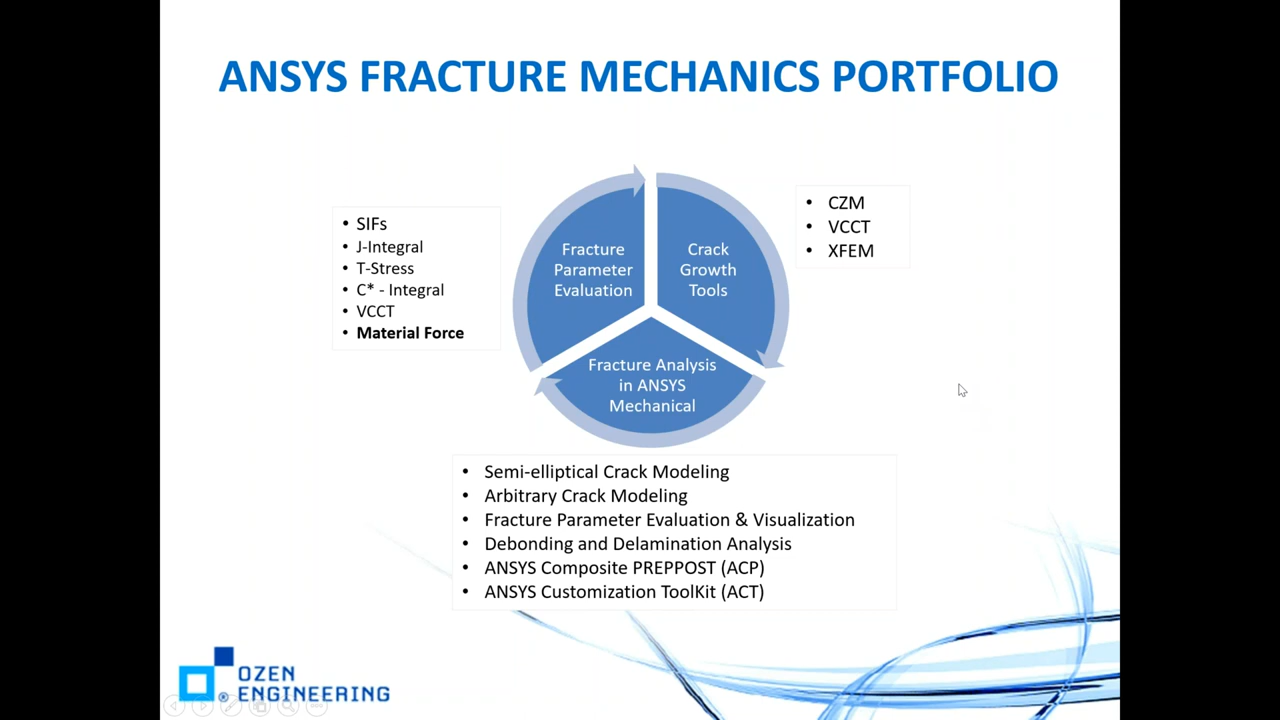 ANSYS FRACTURE MECHANICS PORTFOLIO
• SIFs
• J-Integral
• T-Stress
• C* - Integral
• VCCT
• Material Force
Fracture
Parameter
Evaluation
Crack
Growth
Tools
• CZM
• VCCT
• XFEM
Fracture Analysis
in ANSYS
Mechanical
• Semi-elliptical Crack Modeling
• Arbitrary Crack Modeling
• Fracture Parameter Evaluation & Visualization
• Debonding and Delamination Analysis
• ANSYS Composite PREPPOST (ACP)
• ANSYS Customization ToolKit (ACT)
OZEN
ENGINEERING